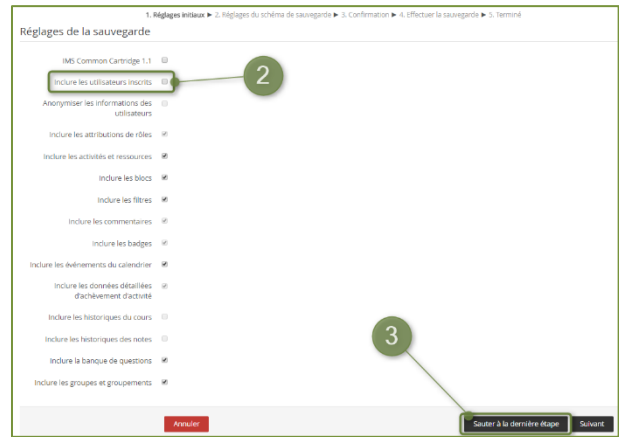 1. Réglages initiaux ► 2. Réglages du schéma de sauvegarde ► 3. Confirmation ► 4. Effectuer la sauvegarde ► 5. Terminé
Réglages de la sauvegarde
IMS Common Cartridge 1.1
Inclure les utilisateurs inscrits
2
Anonymiser les informations des
utilisateurs
Inclure les attributions de rôles
Inclure les activités et ressources
Inclure les blocs
Inclure les filtres
Inclure les commentaires
Inclure les badges
Inclure les événements du calendrier
Inclure les données détaillées
d'achèvement d'activité
Inclure les historiques du cours
Inclure les historiques des notes
3
Inclure la banque de questions
Inclure les groupes et groupements
Annuler
Sauter à la dernière étape
Suivant